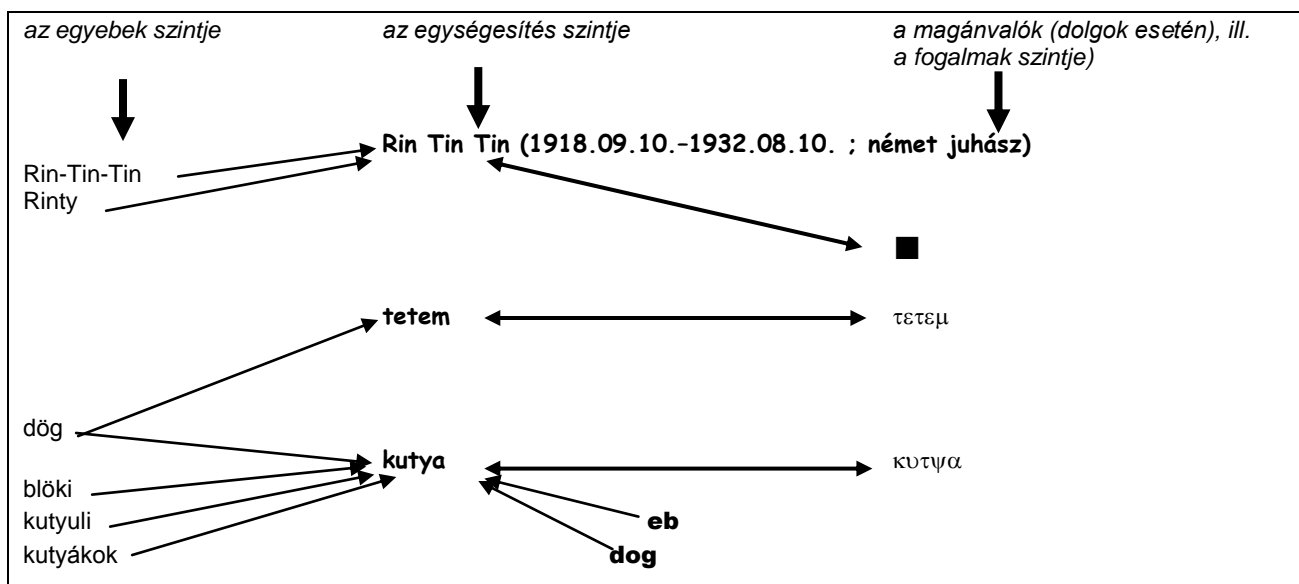 az egyebek szintje
az egységesítés szintje
a magánvalók (dolgok esetén), ill.
a fogalmak szintje)
Rin Tin Tin (1918.09.10.-1932.08.10. ; német juhász)
Rin-Tin-Tin
Rinty
tetem
τετεμ
dög
kutya
κυτψα
blöki
kutyuli
eb
kutyákok
dog